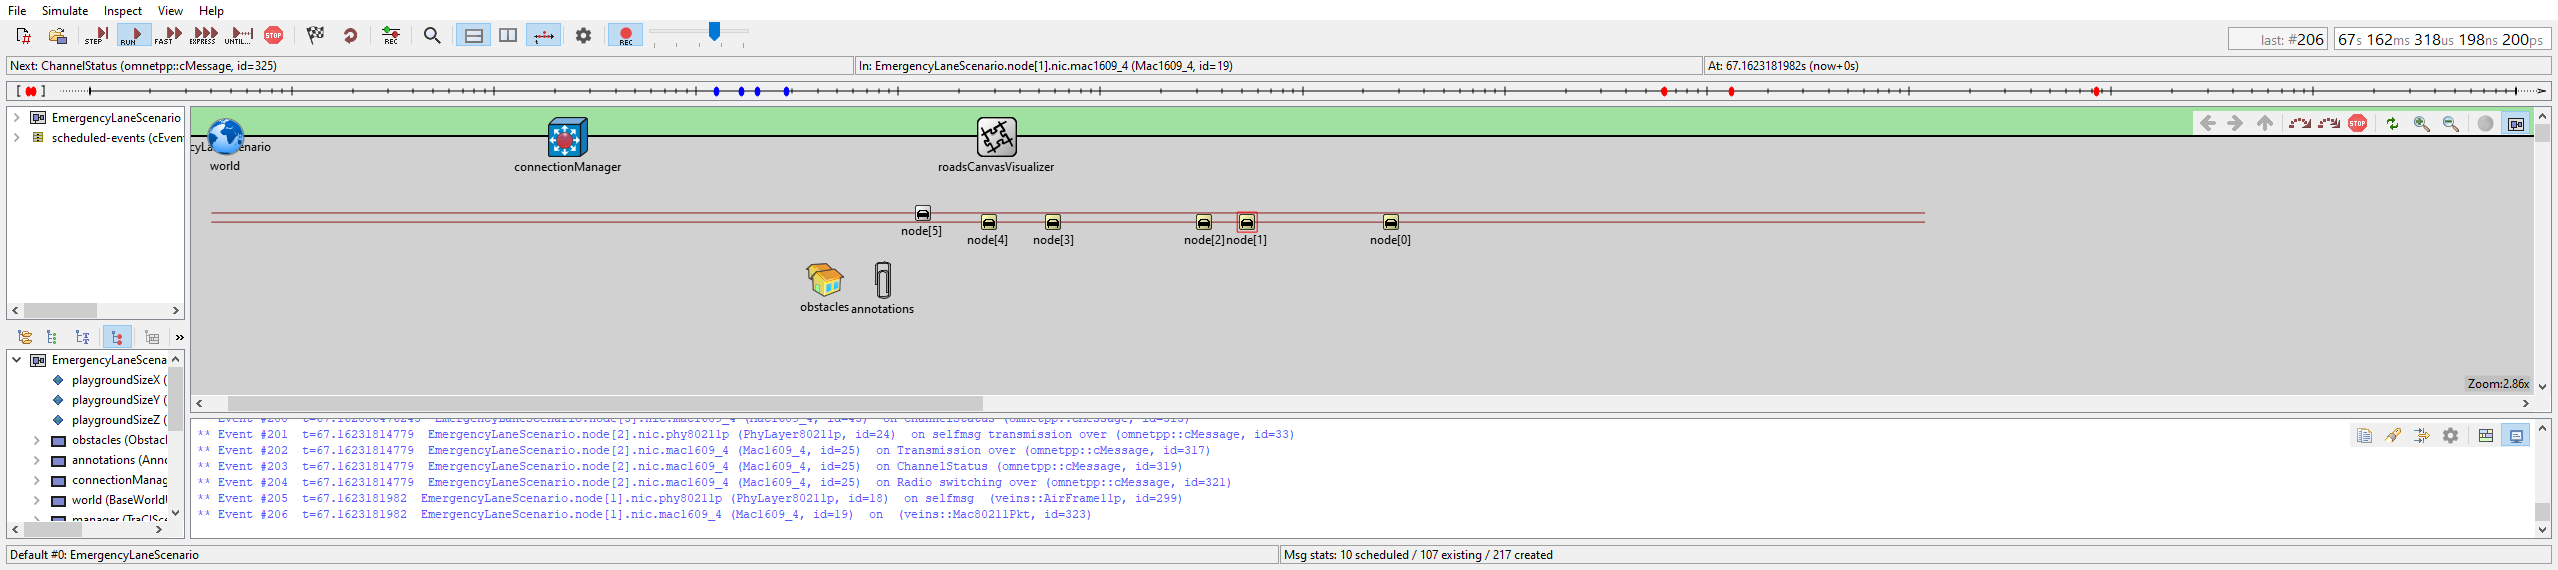 File Simulate Inspect View Help
STEP RUN FAST EXPRESS UNTIL... STOP REC REC
last: #206 67s 162ms 318us 198ns 200ps
Next: ChannelStatus (omnetpp::cMessage, id=325) In: EmergencyLaneScenario.node[1].nic.mac1609_4 (Mac1609_4, id=19) At: 67.1623181982s (now+0s)
EmergencyLaneScenario
scheduled-events (cEven
world
connectionManager
roadsCanvasVisualizer
STOP
node[5]
node[4] node[3] node[2] node[1] node[0]
obstacles annotations
Zoom:2.86x
EmergencyLaneScena
playgroundSizeX (
playgroundSizeY (
playgroundSizeZ (
obstacles (Obstacl
annotations (Anno
connectionManag
world (BaseWorldU
manager (TraCISce
** Event #201 t=67.16231814779 EmergencyLaneScenario.node[2].nic.phy80211p (PhyLayer80211p, id=24) on selfmsg transmission over (omnetpp::cMessage, id=33)
** Event #202 t=67.16231814779 EmergencyLaneScenario.node[2].nic.mac1609_4 (Mac1609_4, id=25) on Transmission over (omnetpp::cMessage, id=317)
** Event #203 t=67.16231814779 EmergencyLaneScenario.node[2].nic.mac1609_4 (Mac1609_4, id=25) on ChannelStatus (omnetpp::cMessage, id=319)
** Event #204 t=67.16231814779 EmergencyLaneScenario.node[2].nic.mac1609_4 (Mac1609_4, id=25) on Radio switching over (omnetpp::cMessage, id=321)
** Event #205 t=67.1623181982 EmergencyLaneScenario.node[1].nic.phy80211p (PhyLayer80211p, id=18) on selfmsg (veins::AirFrame11p, id=299)
** Event #206 t=67.1623181982 EmergencyLaneScenario.node[1].nic.mac1609_4 (Mac1609_4, id=19) on (veins::Mac80211Pkt, id=323)
Default #0: EmergencyLaneScenario Msg stats: 10 scheduled / 107 existing / 217 created